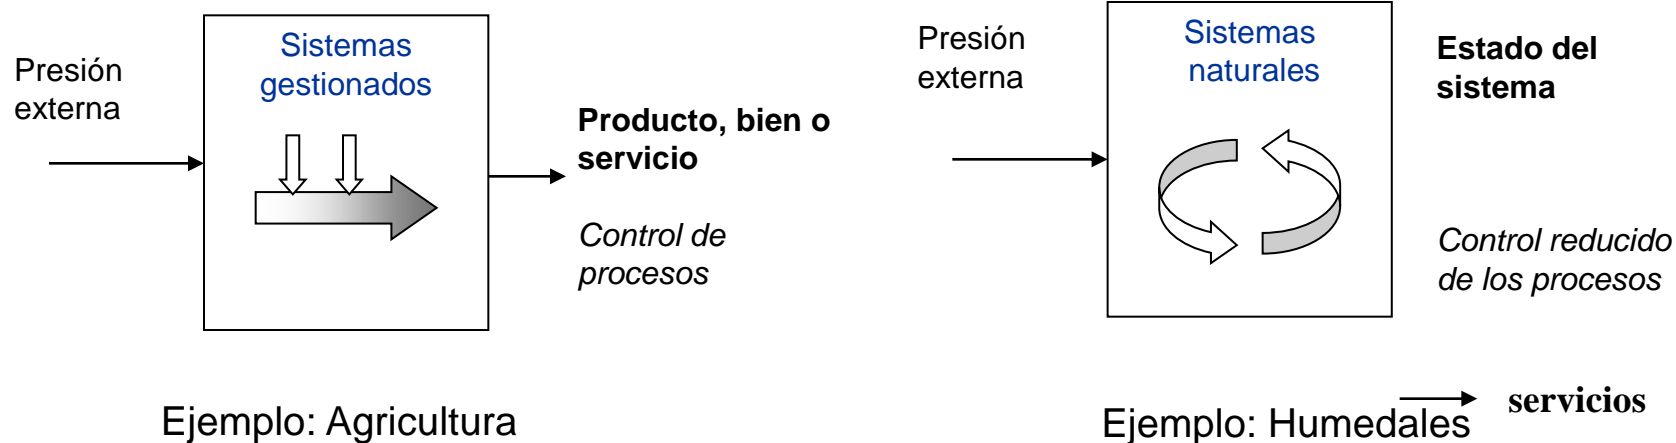 Presión
externa
Sistemas
gestionados
Producto, bien o
servicio
Control de
procesos
Ejemplo: Agricultura
Presión
externa
Sistemas
naturales
Estado del
sistema
Control reducido
de los procesos
Ejemplo: Humedales
servicios